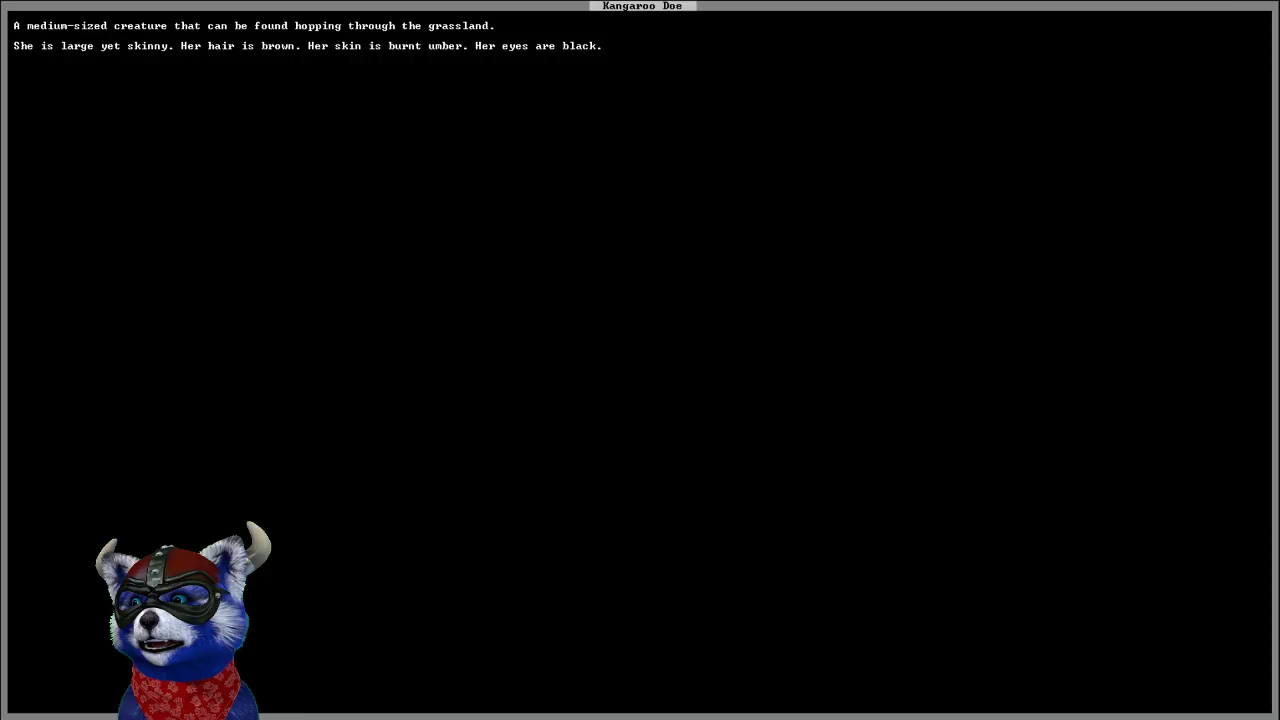 Kangaroo Doe
A medium-sized creature that can be found hopping through the grassland.
She is large yet skinny. Her hair is brown. Her skin is burnt umber. Her eyes are black.